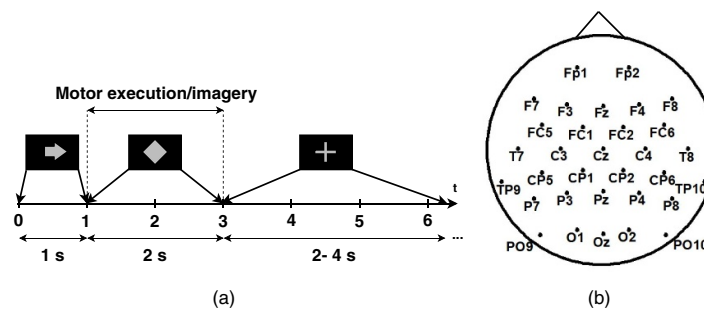 Motor execution/imagery
t
0 1 2 3 4 5 6
...
1 s 2 s 2- 4 s
(a)
Fp1 Fp2
F7 F3 Fz F4 F8
FC5 FC1 FC2 FC6
T7 C3 Cz C4 T8
TP9 CP5 CP1 CP2 CP6 TP10
P7 P3 Pz P4 P8
PO9 O1 Oz O2 PO10
(b)